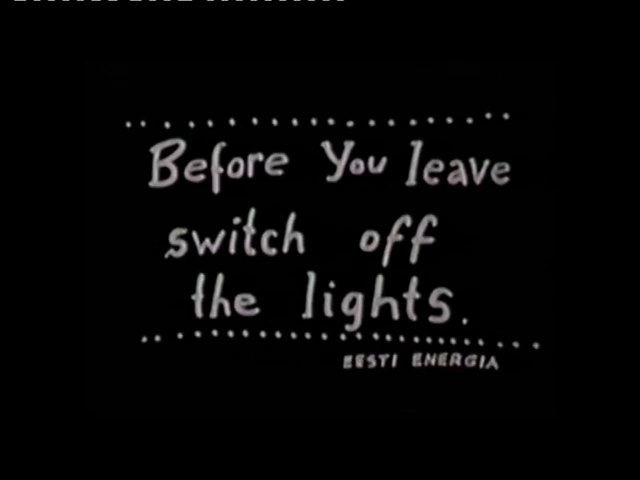 Before You leave
switch off
the lights.
EESTI ENERGIA